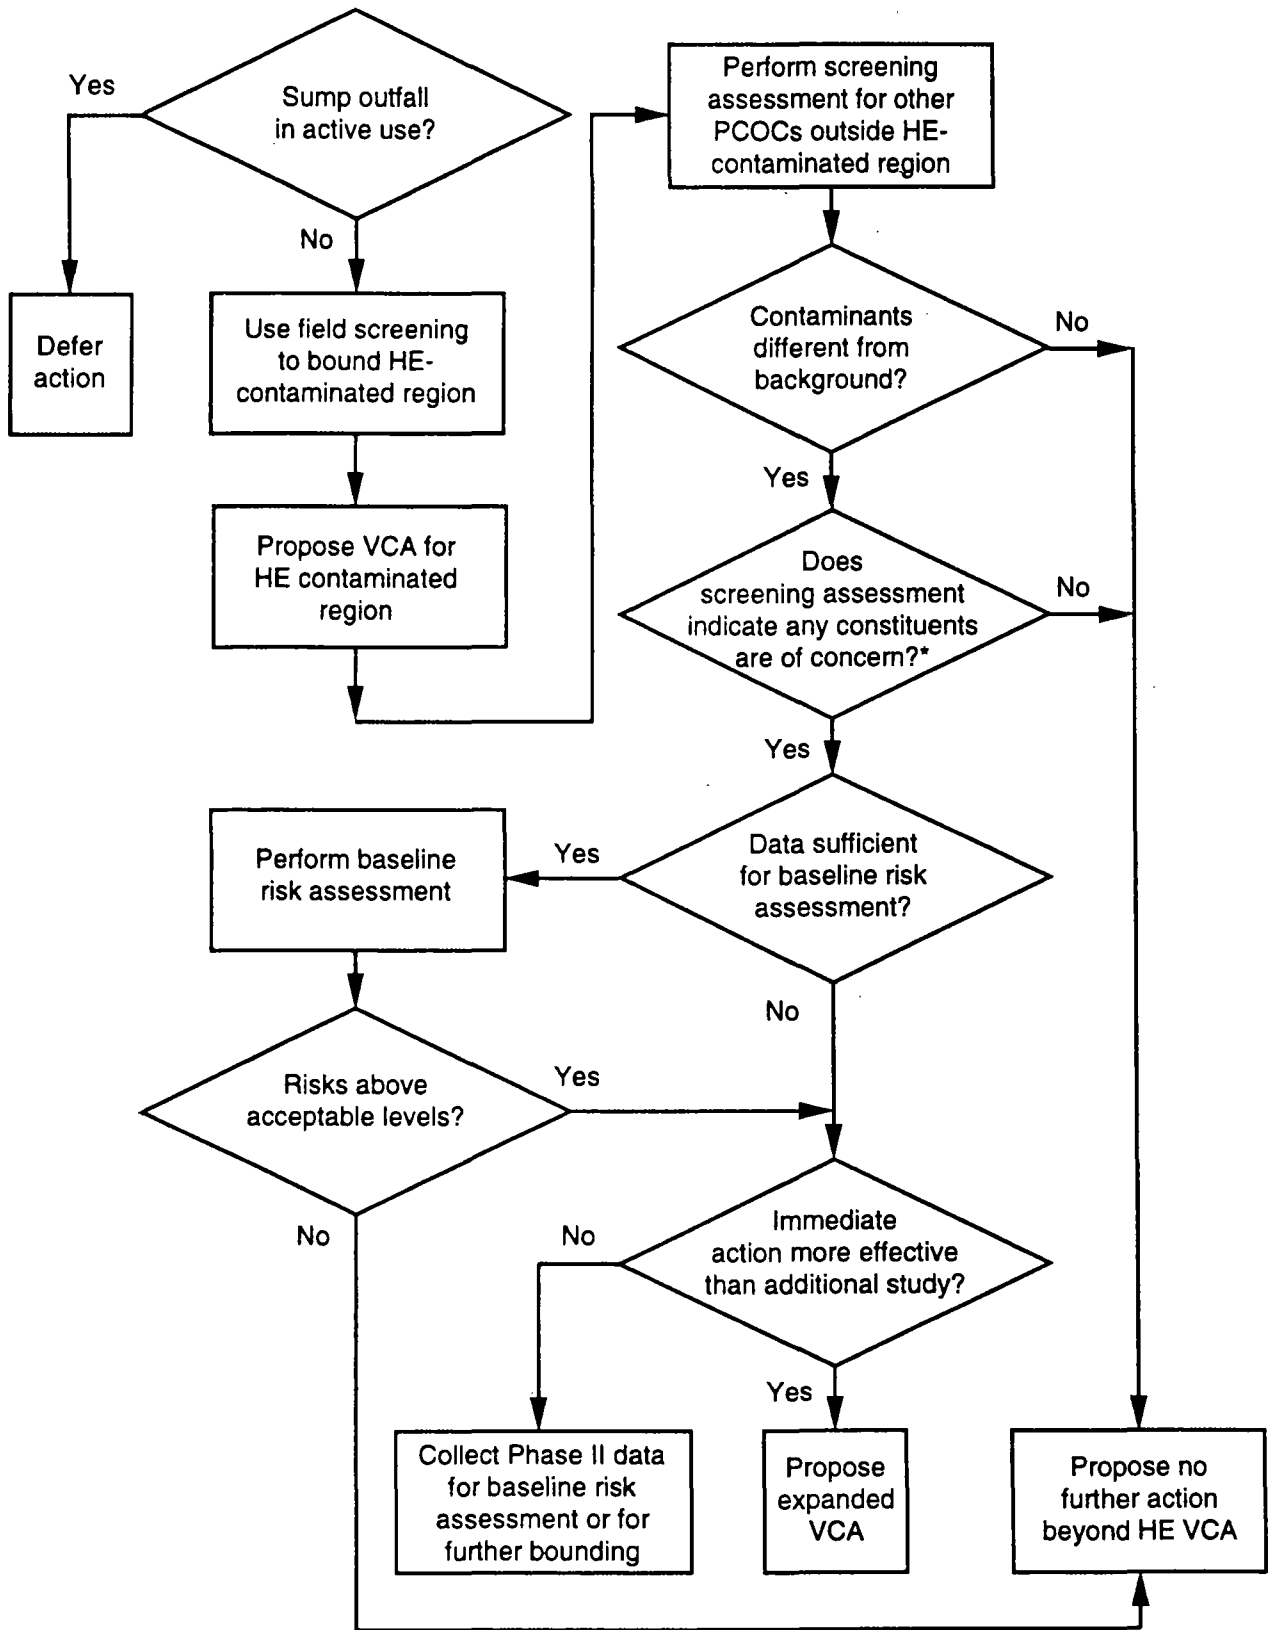 Yes
Sump outfall
in active use?
No
Defer
action
Use field screening
to bound HE-
contaminated region
Propose VCA for
HE contaminated
region
Perform screening
assessment for other
PCOCs outside HE-
contaminated region
Contaminants
different from
background?
No
Yes
Does
screening assessment
indicate any constituents
are of concern?*
No
Yes
Data sufficient
for baseline risk
assessment?
Yes
Perform baseline
risk assessment
No
Risks above
acceptable levels?
Yes
No
Immediate
action more effective
than additional study?
No
Yes
Collect Phase II data
for baseline risk
assessment or for
further bounding
Propose
expanded
VCA
Propose no
further action
beyond HE VCA